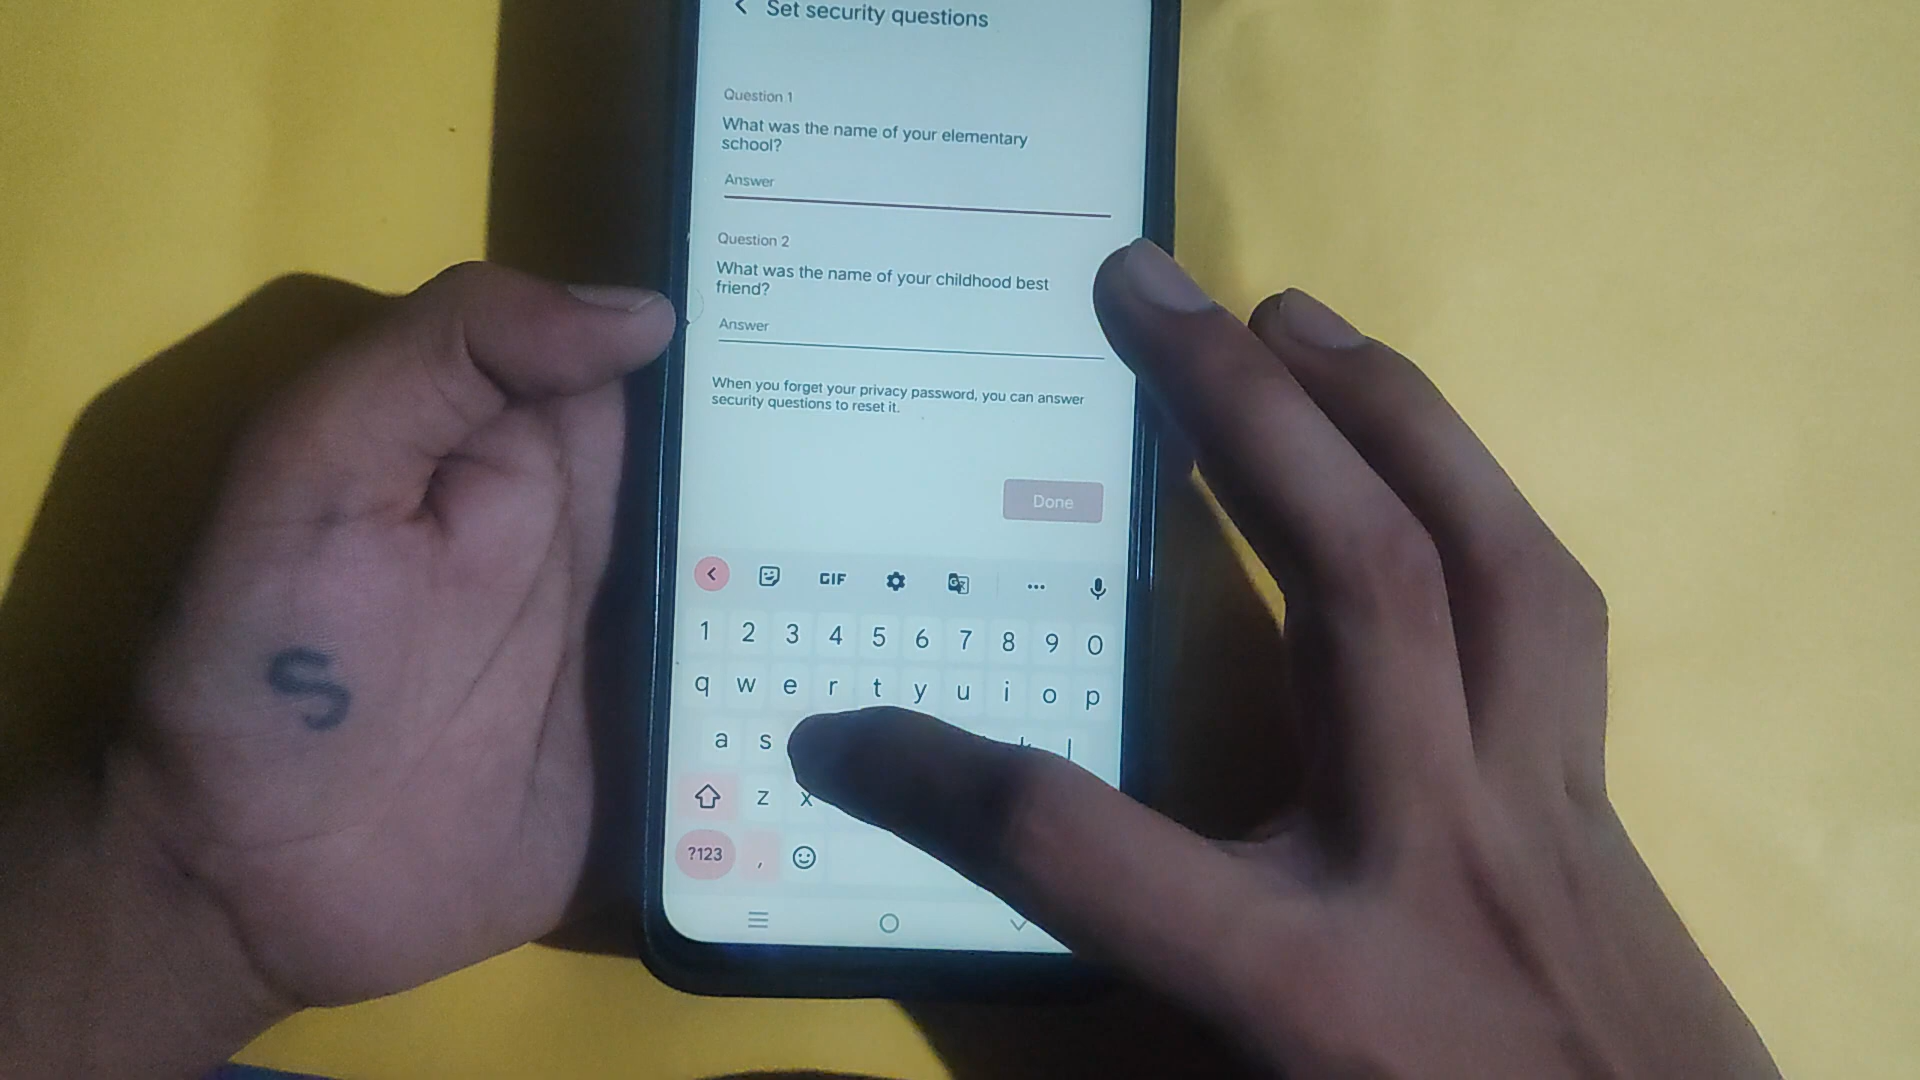 Set security questions
Question 1
What was the name of your elementary
school?
Answer
Question 2
What was the name of your childhood best
friend?
Answer
When you forget your privacy password, you can answer
security questions to reset it.
Done
GIF
1 2 3 4 5 6 7 8 9 0
q w e r t y u i o p
a s
z x
?123 ,
S